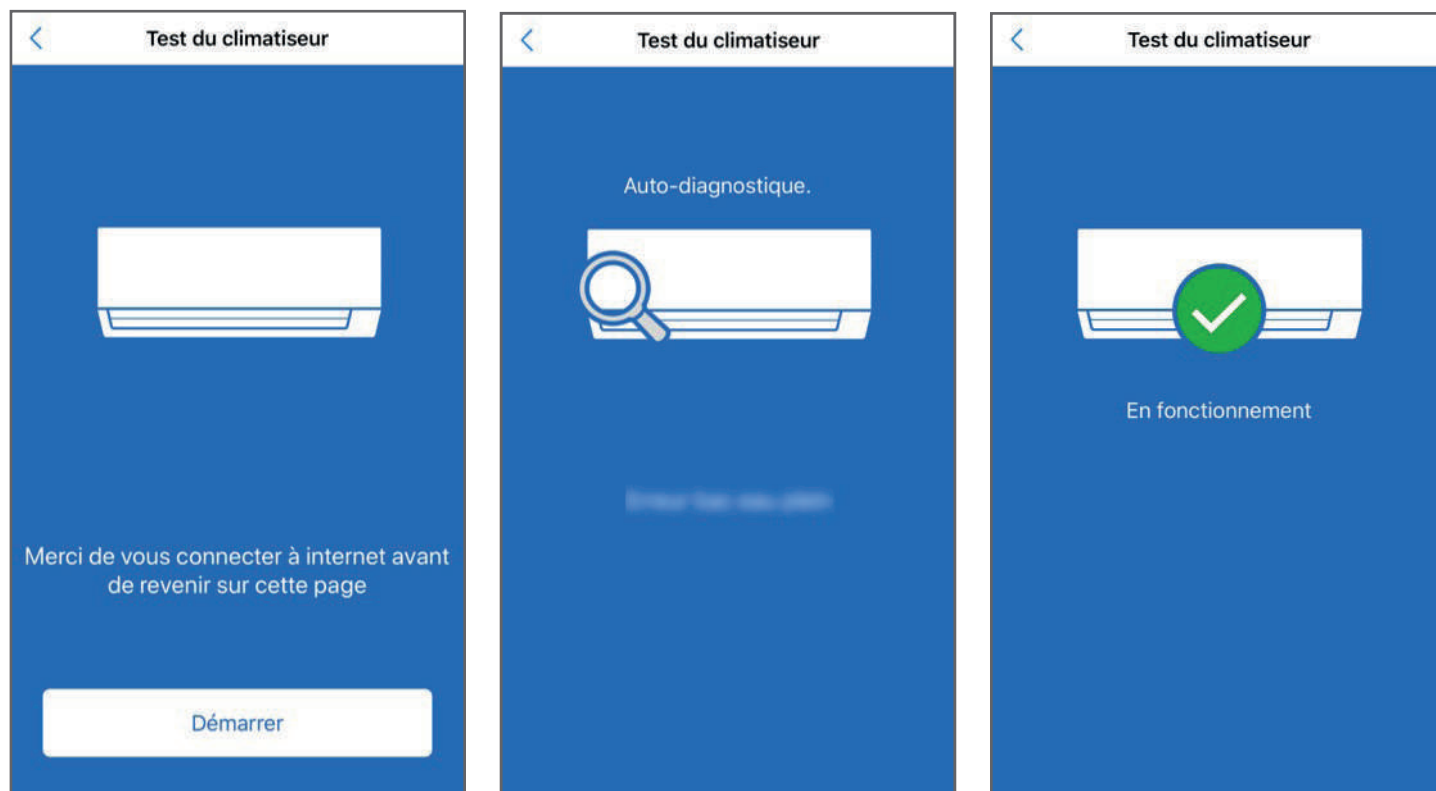 Test du climatiseur
Merci de vous connecter à internet avant
de revenir sur cette page
Démarrer
Test du climatiseur
Auto-diagnostique.
Test du climatiseur
En fonctionnement